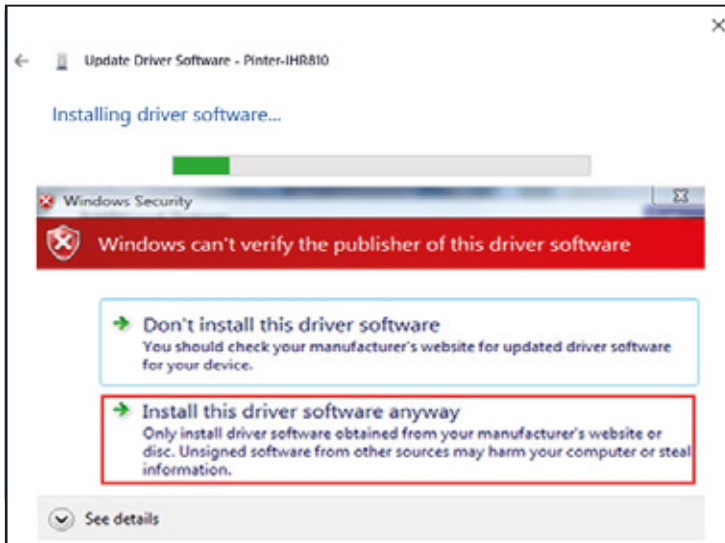 Update Driver Software - Pinter-IHR810
Installing driver software...
Windows Security
Windows can't verify the publisher of this driver software
Don't install this driver software
You should check your manufacturer's website for updated driver software
for your device.
Install this driver software anyway
Only install driver software obtained from your manufacturer's website or
disc. Unsigned software from other sources may harm your computer or steal
information.
See details